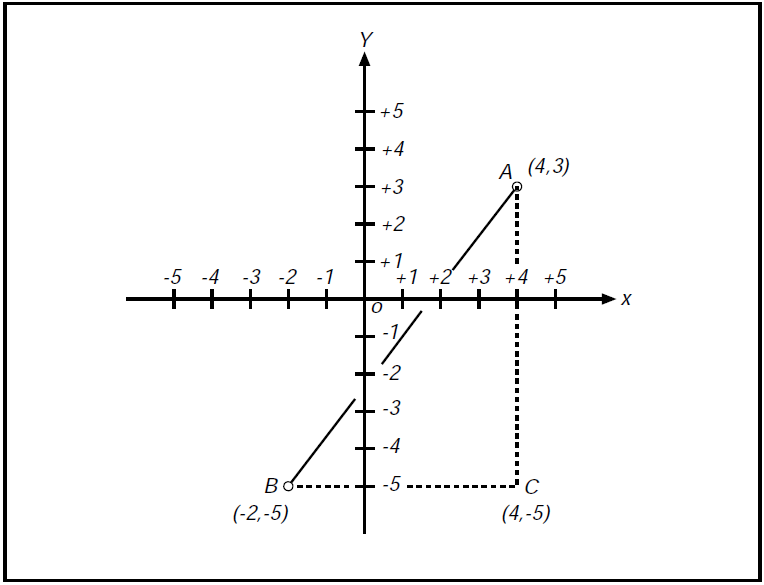 Y
+5
+4
A (4,3)
+3
+2
+1
-5 -4 -3 -2 -1 +1 +2 +3 +4 +5
x
o
-1
-2
-3
-4
B -5 C
(-2,-5) (4,-5)